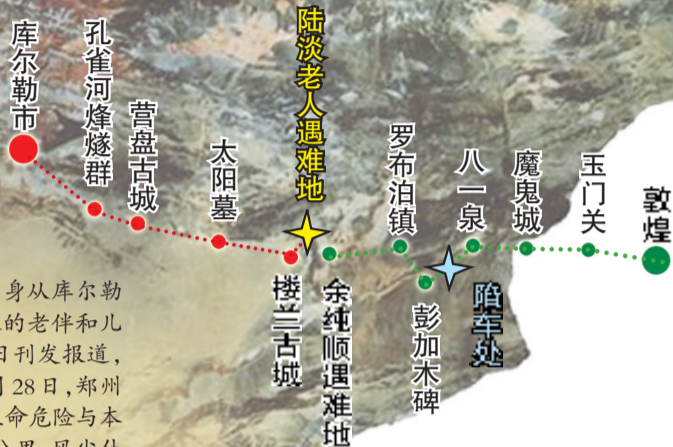 库尔勒市
孔雀河烽燧群
营盘古城
太阳墓
陆淡老人遇难地
楼兰古城
余纯顺遇难地
罗布泊镇
彭加木碑
八一泉
陷车处
魔鬼城
玉门关
敦煌
身从库尔勒
的老伴和儿
日刊发报道，
28日，郑州
命危险与本